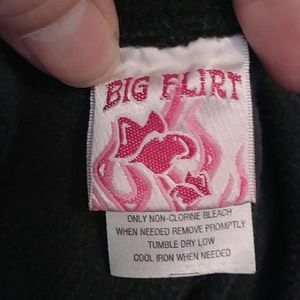 BIG FLIRT
ONLY NON-CLORINE BLEACH
WHEN NEEDED REMOVE PROMPTLY
TUMBLE DRY LOW
COOL IRON WHEN NEEDED